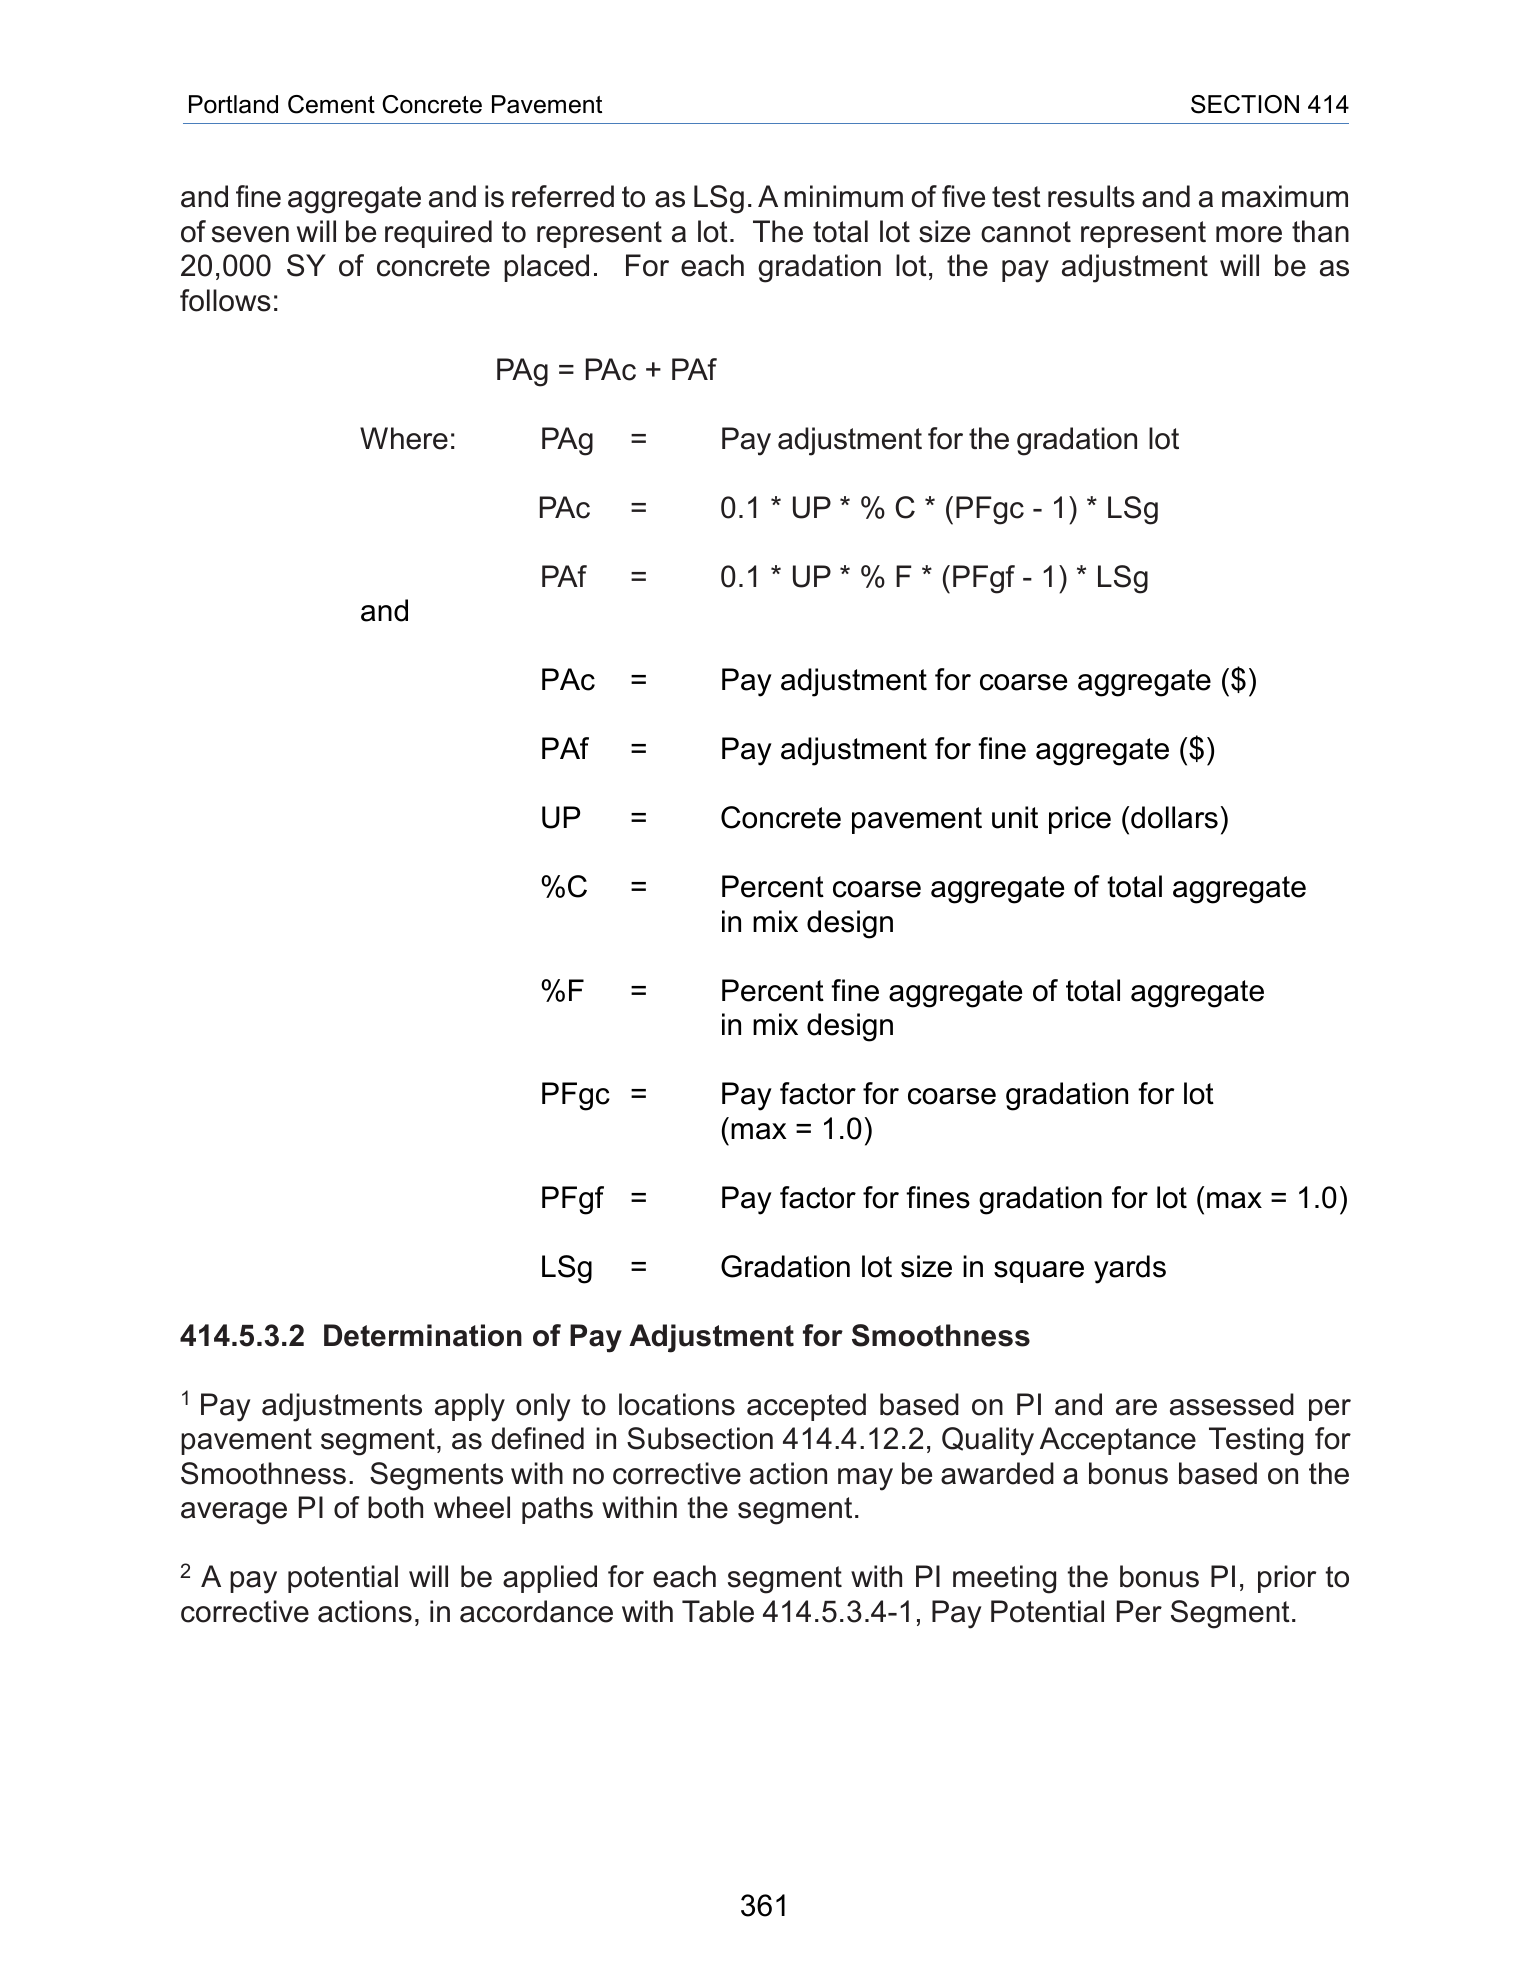 Portland Cement Concrete Pavement SECTION 414
and fine aggregate and is referred to as LSg. A minimum of five test results and a maximum
of seven will be required to represent a lot.  The total lot size cannot represent more than
20,000 SY of concrete placed.  For each gradation lot, the pay adjustment will be as
follows:
PAg = PAc + PAf
Where: PAg = Pay adjustment for the gradation lot
PAc = 0.1 * UP * % C * (PFgc - 1) * LSg
PAf = 0.1 * UP * % F * (PFgf - 1) * LSg
and
PAc = Pay adjustment for coarse aggregate ($)
PAf = Pay adjustment for fine aggregate ($)
UP = Concrete pavement unit price (dollars)
%C = Percent coarse aggregate of total aggregate
in mix design
%F = Percent fine aggregate of total aggregate
in mix design
PFgc = Pay factor for coarse gradation for lot
(max = 1.0)
PFgf = Pay factor for fines gradation for lot (max = 1.0)
LSg = Gradation lot size in square yards
414.5.3.2  Determination of Pay Adjustment for Smoothness
1 Pay adjustments apply only to locations accepted based on PI and are assessed per
pavement segment, as defined in Subsection 414.4.12.2, Quality Acceptance Testing for
Smoothness.  Segments with no corrective action may be awarded a bonus based on the
average PI of both wheel paths within the segment.
2 A pay potential will be applied for each segment with PI meeting the bonus PI, prior to
corrective actions, in accordance with Table 414.5.3.4-1, Pay Potential Per Segment.
361